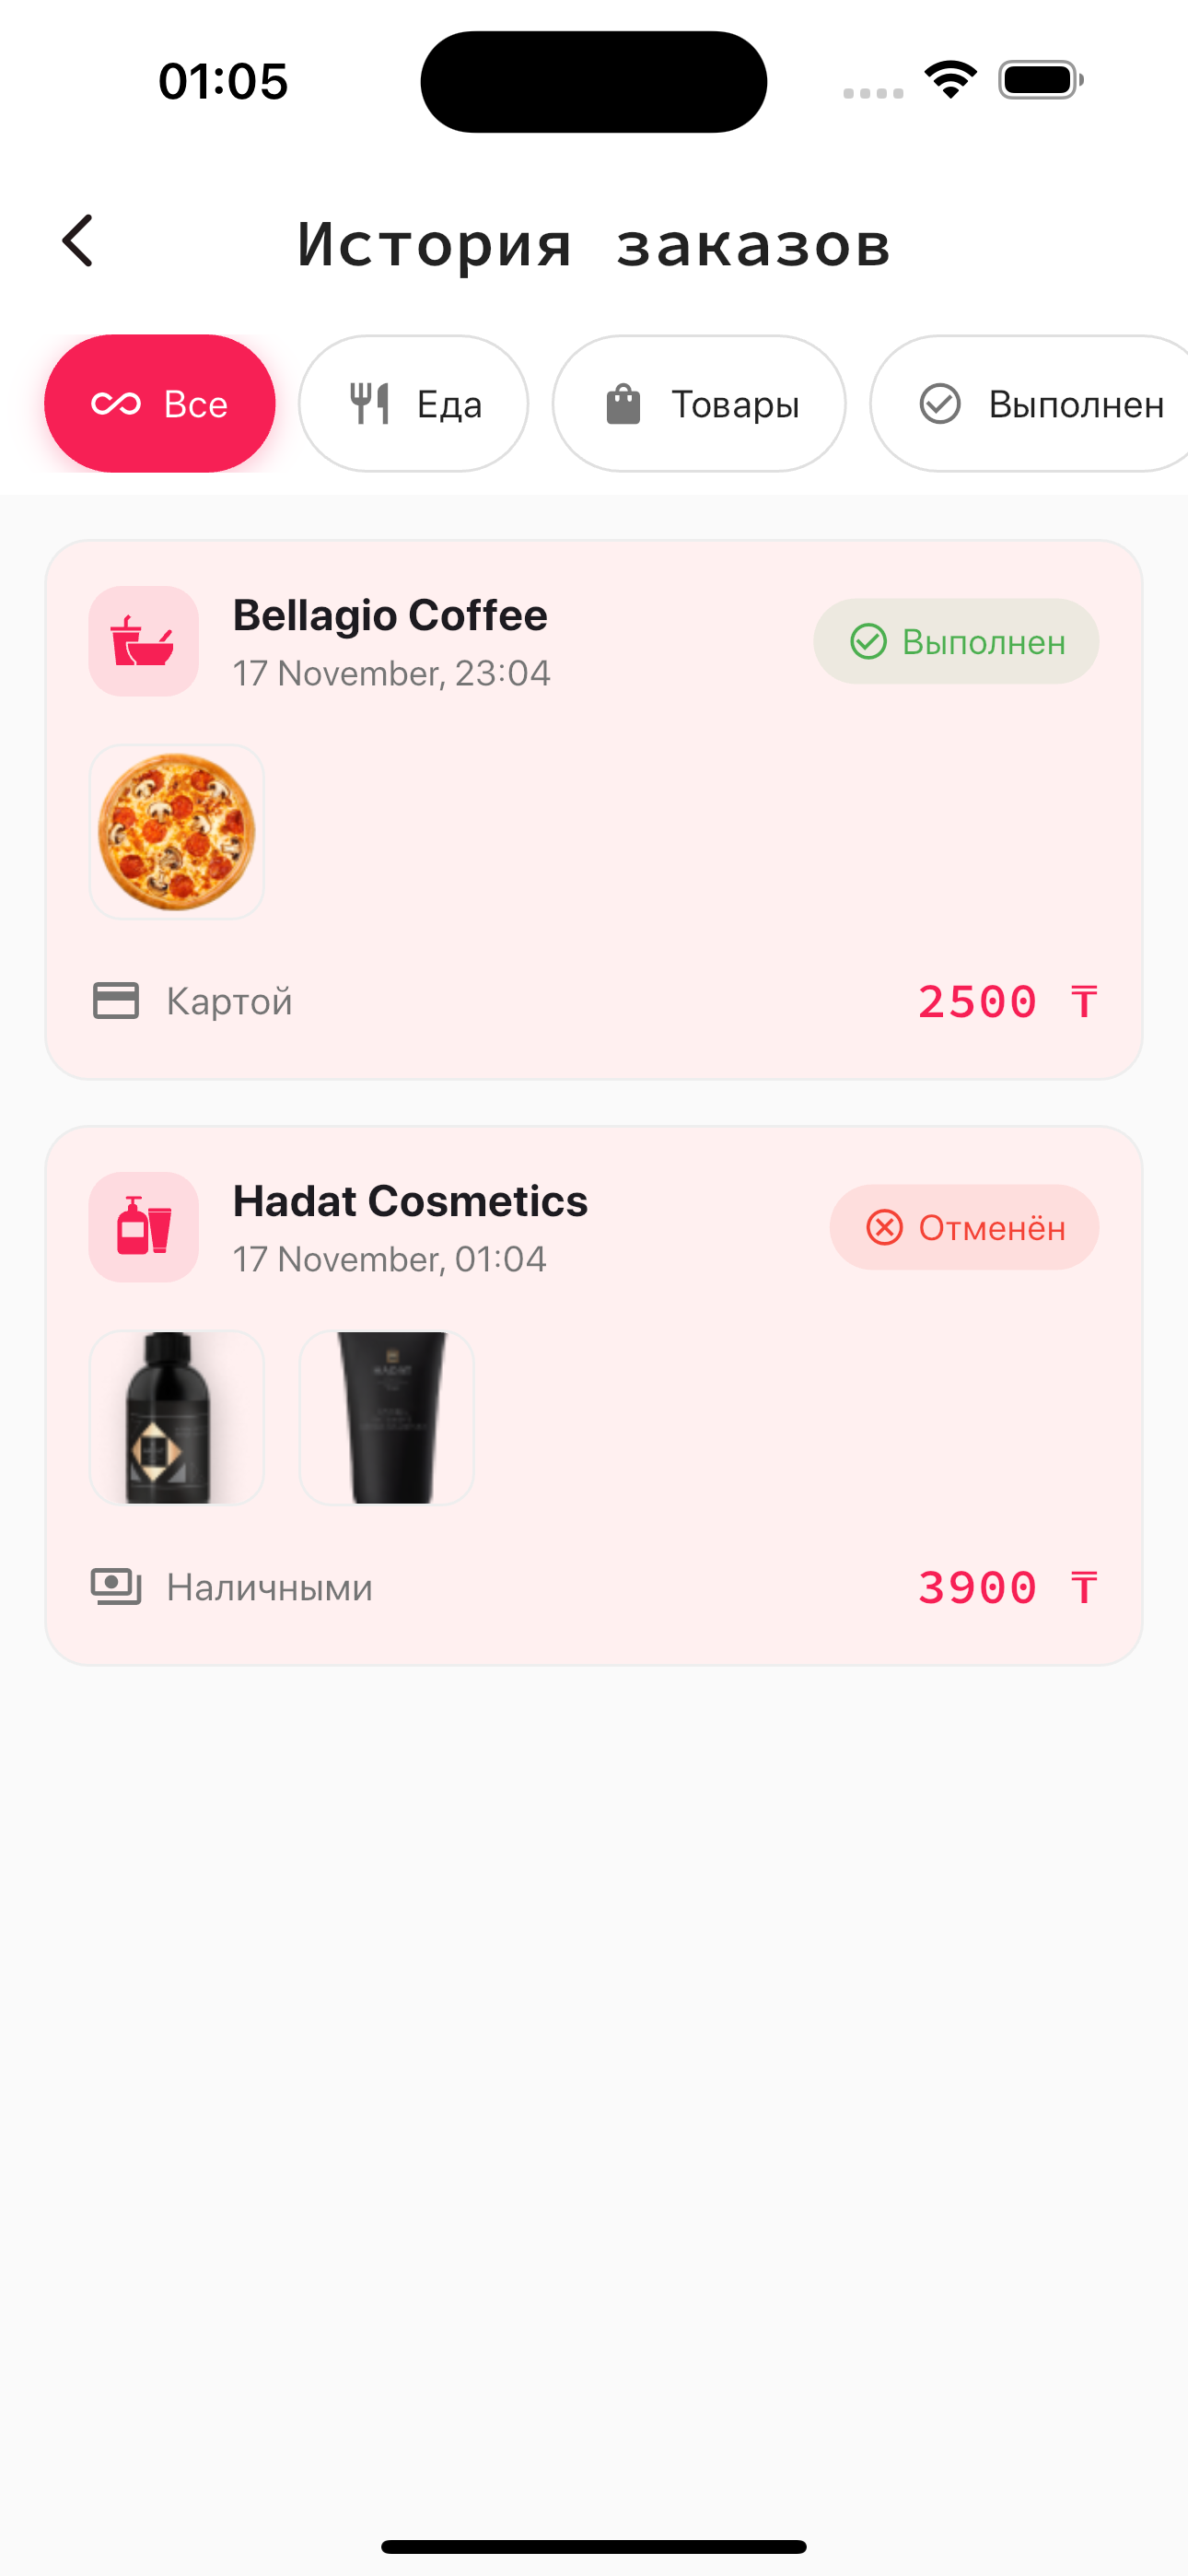 01:05
История заказов
Все
Еда
Товары
Выполнен
Bellagio Coffee
17 November, 23:04
Выполнен
Картой
2500 ₸
Hadat Cosmetics
17 November, 01:04
Отменён
Наличными
3900 ₸